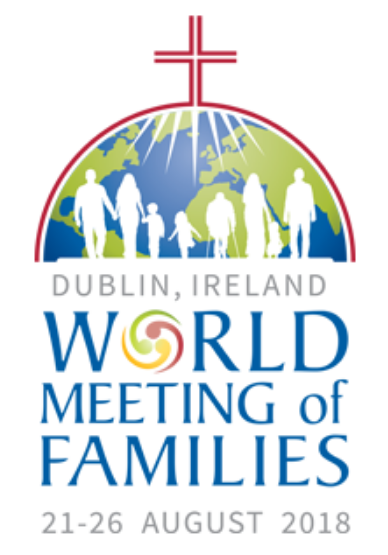 DUBLIN, IRELAND
WORLD
MEETING of
FAMILIES
21-26 AUGUST 2018